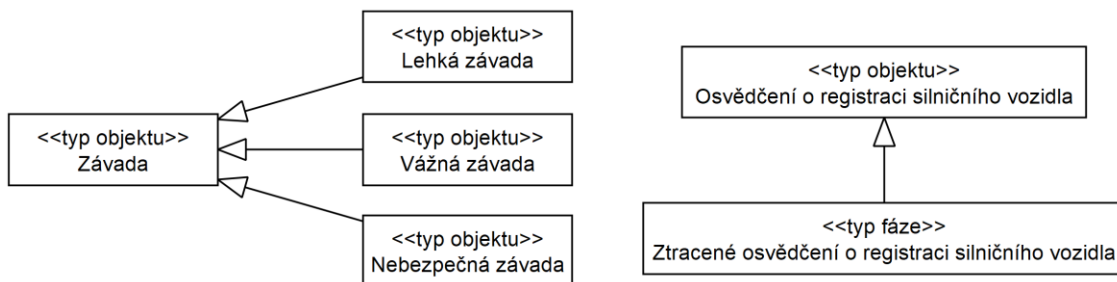 <<typ objektu>>
Lehká závada
<<typ objektu>>
Závada
<<typ objektu>>
Vážná závada
<<typ objektu>>
Nebezpečná závada
<<typ objektu>>
Osvědčení o registraci silničního vozidla
<<typ fáze>>
Ztracené osvědčení o registraci silničního vozidla